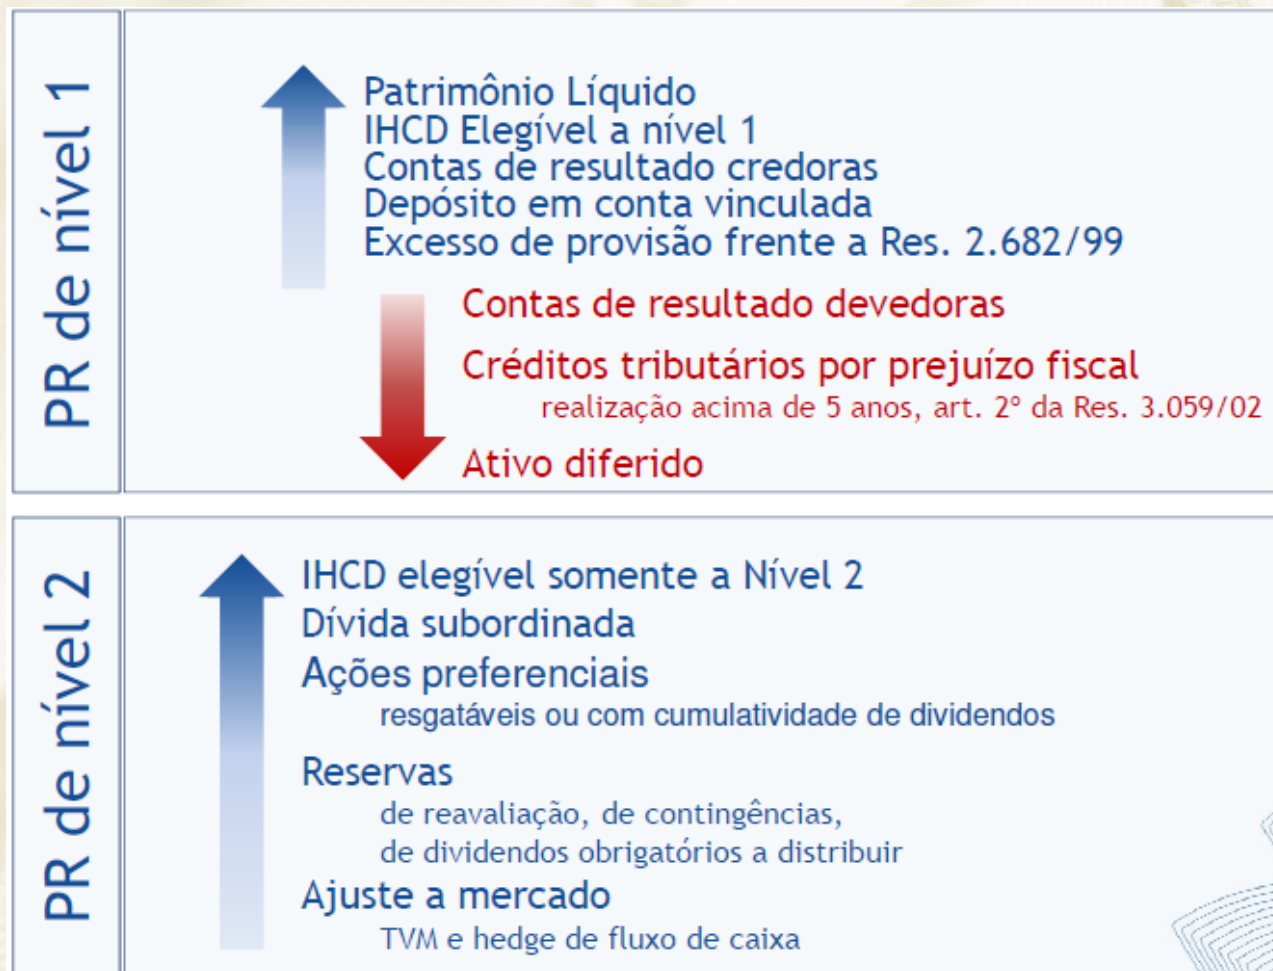 PR de nível 1
Patrimônio Líquido
IHCD Elegível a nível 1
Contas de resultado credoras
Depósito em conta vinculada
Excesso de provisão frente a Res. 2.682/99
Contas de resultado devedoras
Créditos tributários por prejuízo fiscal
realização acima de 5 anos, art. 2º da Res. 3.059/02
Ativo diferido
PR de nível 2
IHCD elegível somente a Nível 2
Dívida subordinada
Ações preferenciais
resgatáveis ou com cumulatividade de dividendos
Reservas
de reavaliação, de contingências,
de dividendos obrigatórios a distribuir
Ajuste a mercado
TVM e hedge de fluxo de caixa